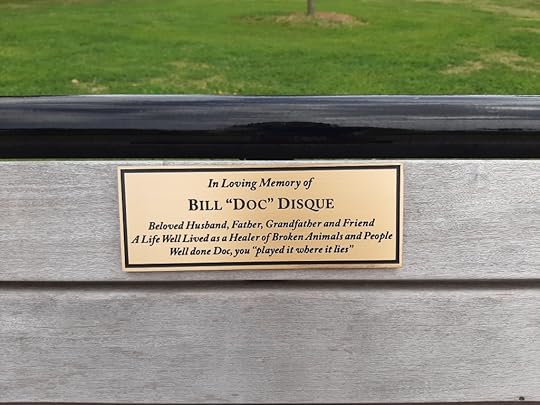 In Loving Memory of
BILL "DOC" DISQUE
Beloved Husband, Father, Grandfather and Friend
A Life Well Lived as a Healer of Broken Animals and People
Well done Doc, you "played it where it lies"